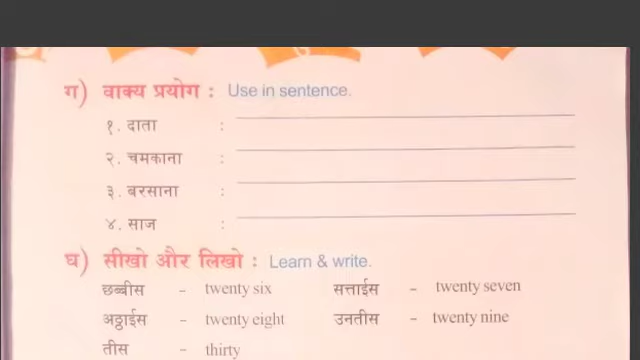 ग) वाक्य प्रयोग : Use in sentence.
१. दाता :
२. चमकाना :
३. बरसाना :
४. साज :
घ) सीखो और लिखो : Learn & write.
छब्बीस - twenty six सत्ताईस - twenty seven
अठ्ठाईस - twenty eight उनतीस - twenty nine
तीस - thirty